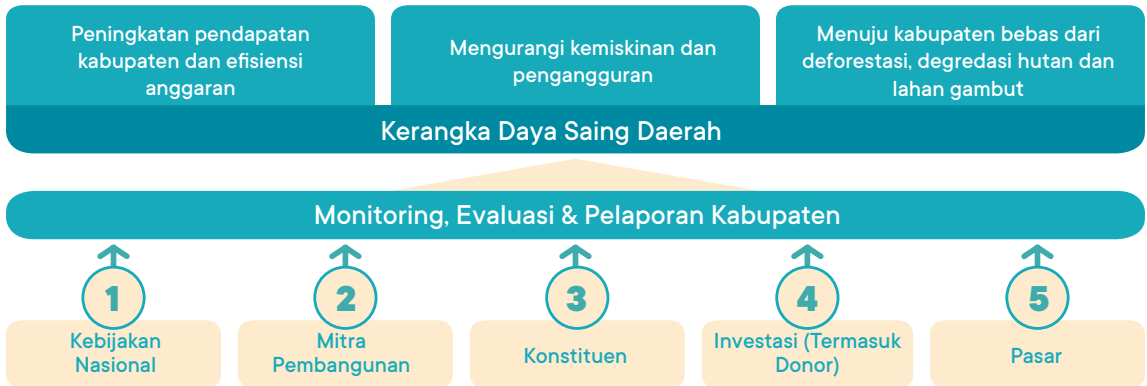 Peningkatan pendapatan
kabupaten dan efisiensi
anggaran
Mengurangi kemiskinan dan
pengangguran
Menuju kabupaten bebas dari
deforestasi, degredasi hutan dan
lahan gambut
Kerangka Daya Saing Daerah
Monitoring, Evaluasi & Pelaporan Kabupaten
1
Kebijakan
Nasional
2
Mitra
Pembangunan
3
Konstituen
4
Investasi (Termasuk
Donor)
5
Pasar